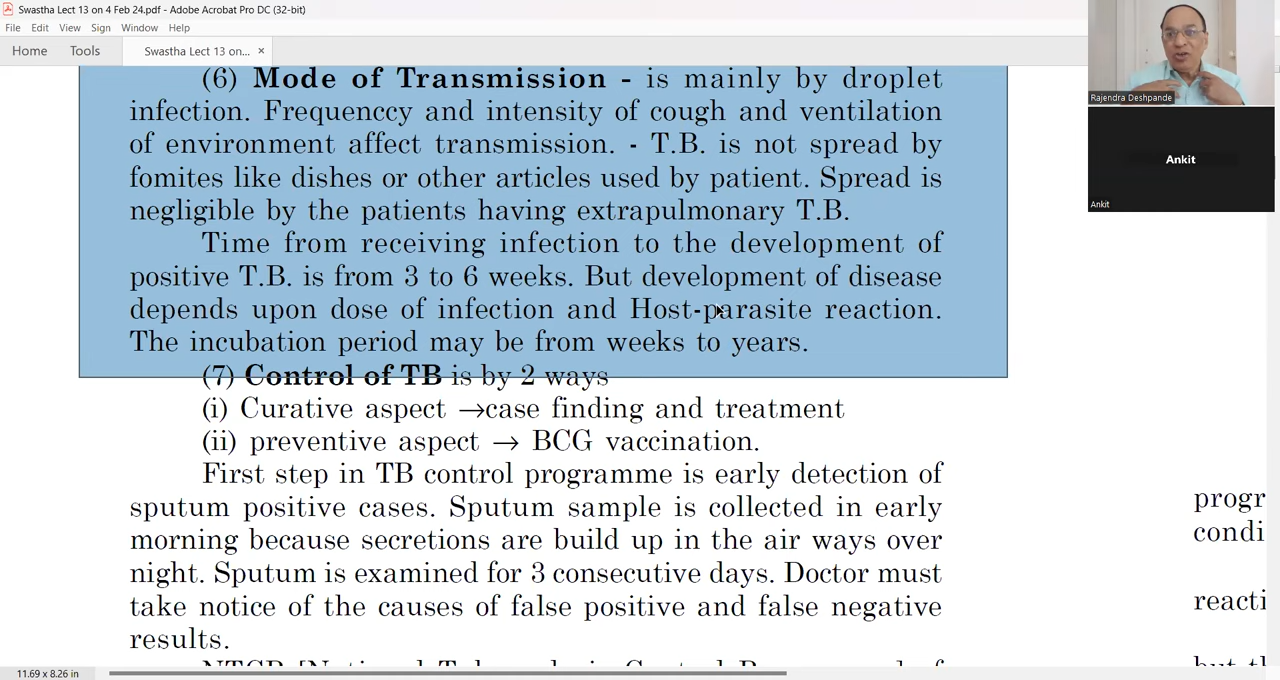 Swastha Lect 13 on 4 Feb 24.pdf - Adobe Acrobat Pro DC (32-bit)
File Edit View Sign Window Help
Home Tools Swastha Lect 13 on... ×
(6) Mode of Transmission - is mainly by droplet
infection. Frequenccy and intensity of cough and ventilation
of environment affect transmission. - T.B. is not spread by
fomites like dishes or other articles used by patient. Spread is
negligible by the patients having extrapulmonary T.B.
Time from receiving infection to the development of
positive T.B. is from 3 to 6 weeks. But development of disease
depends upon dose of infection and Host-parasite reaction.
The incubation period may be from weeks to years.
(7) Control of TB is by 2 ways
(i) Curative aspect →case finding and treatment
(ii) preventive aspect → BCG vaccination.
First step in TB control programme is early detection of
sputum positive cases. Sputum sample is collected in early
morning because secretions are build up in the air ways over
night. Sputum is examined for 3 consecutive days. Doctor must
take notice of the causes of false positive and false negative
results.
progr
condi
reacti
11.69 x 8.26 in
Rajendra Deshpande
Ankit
Ankit